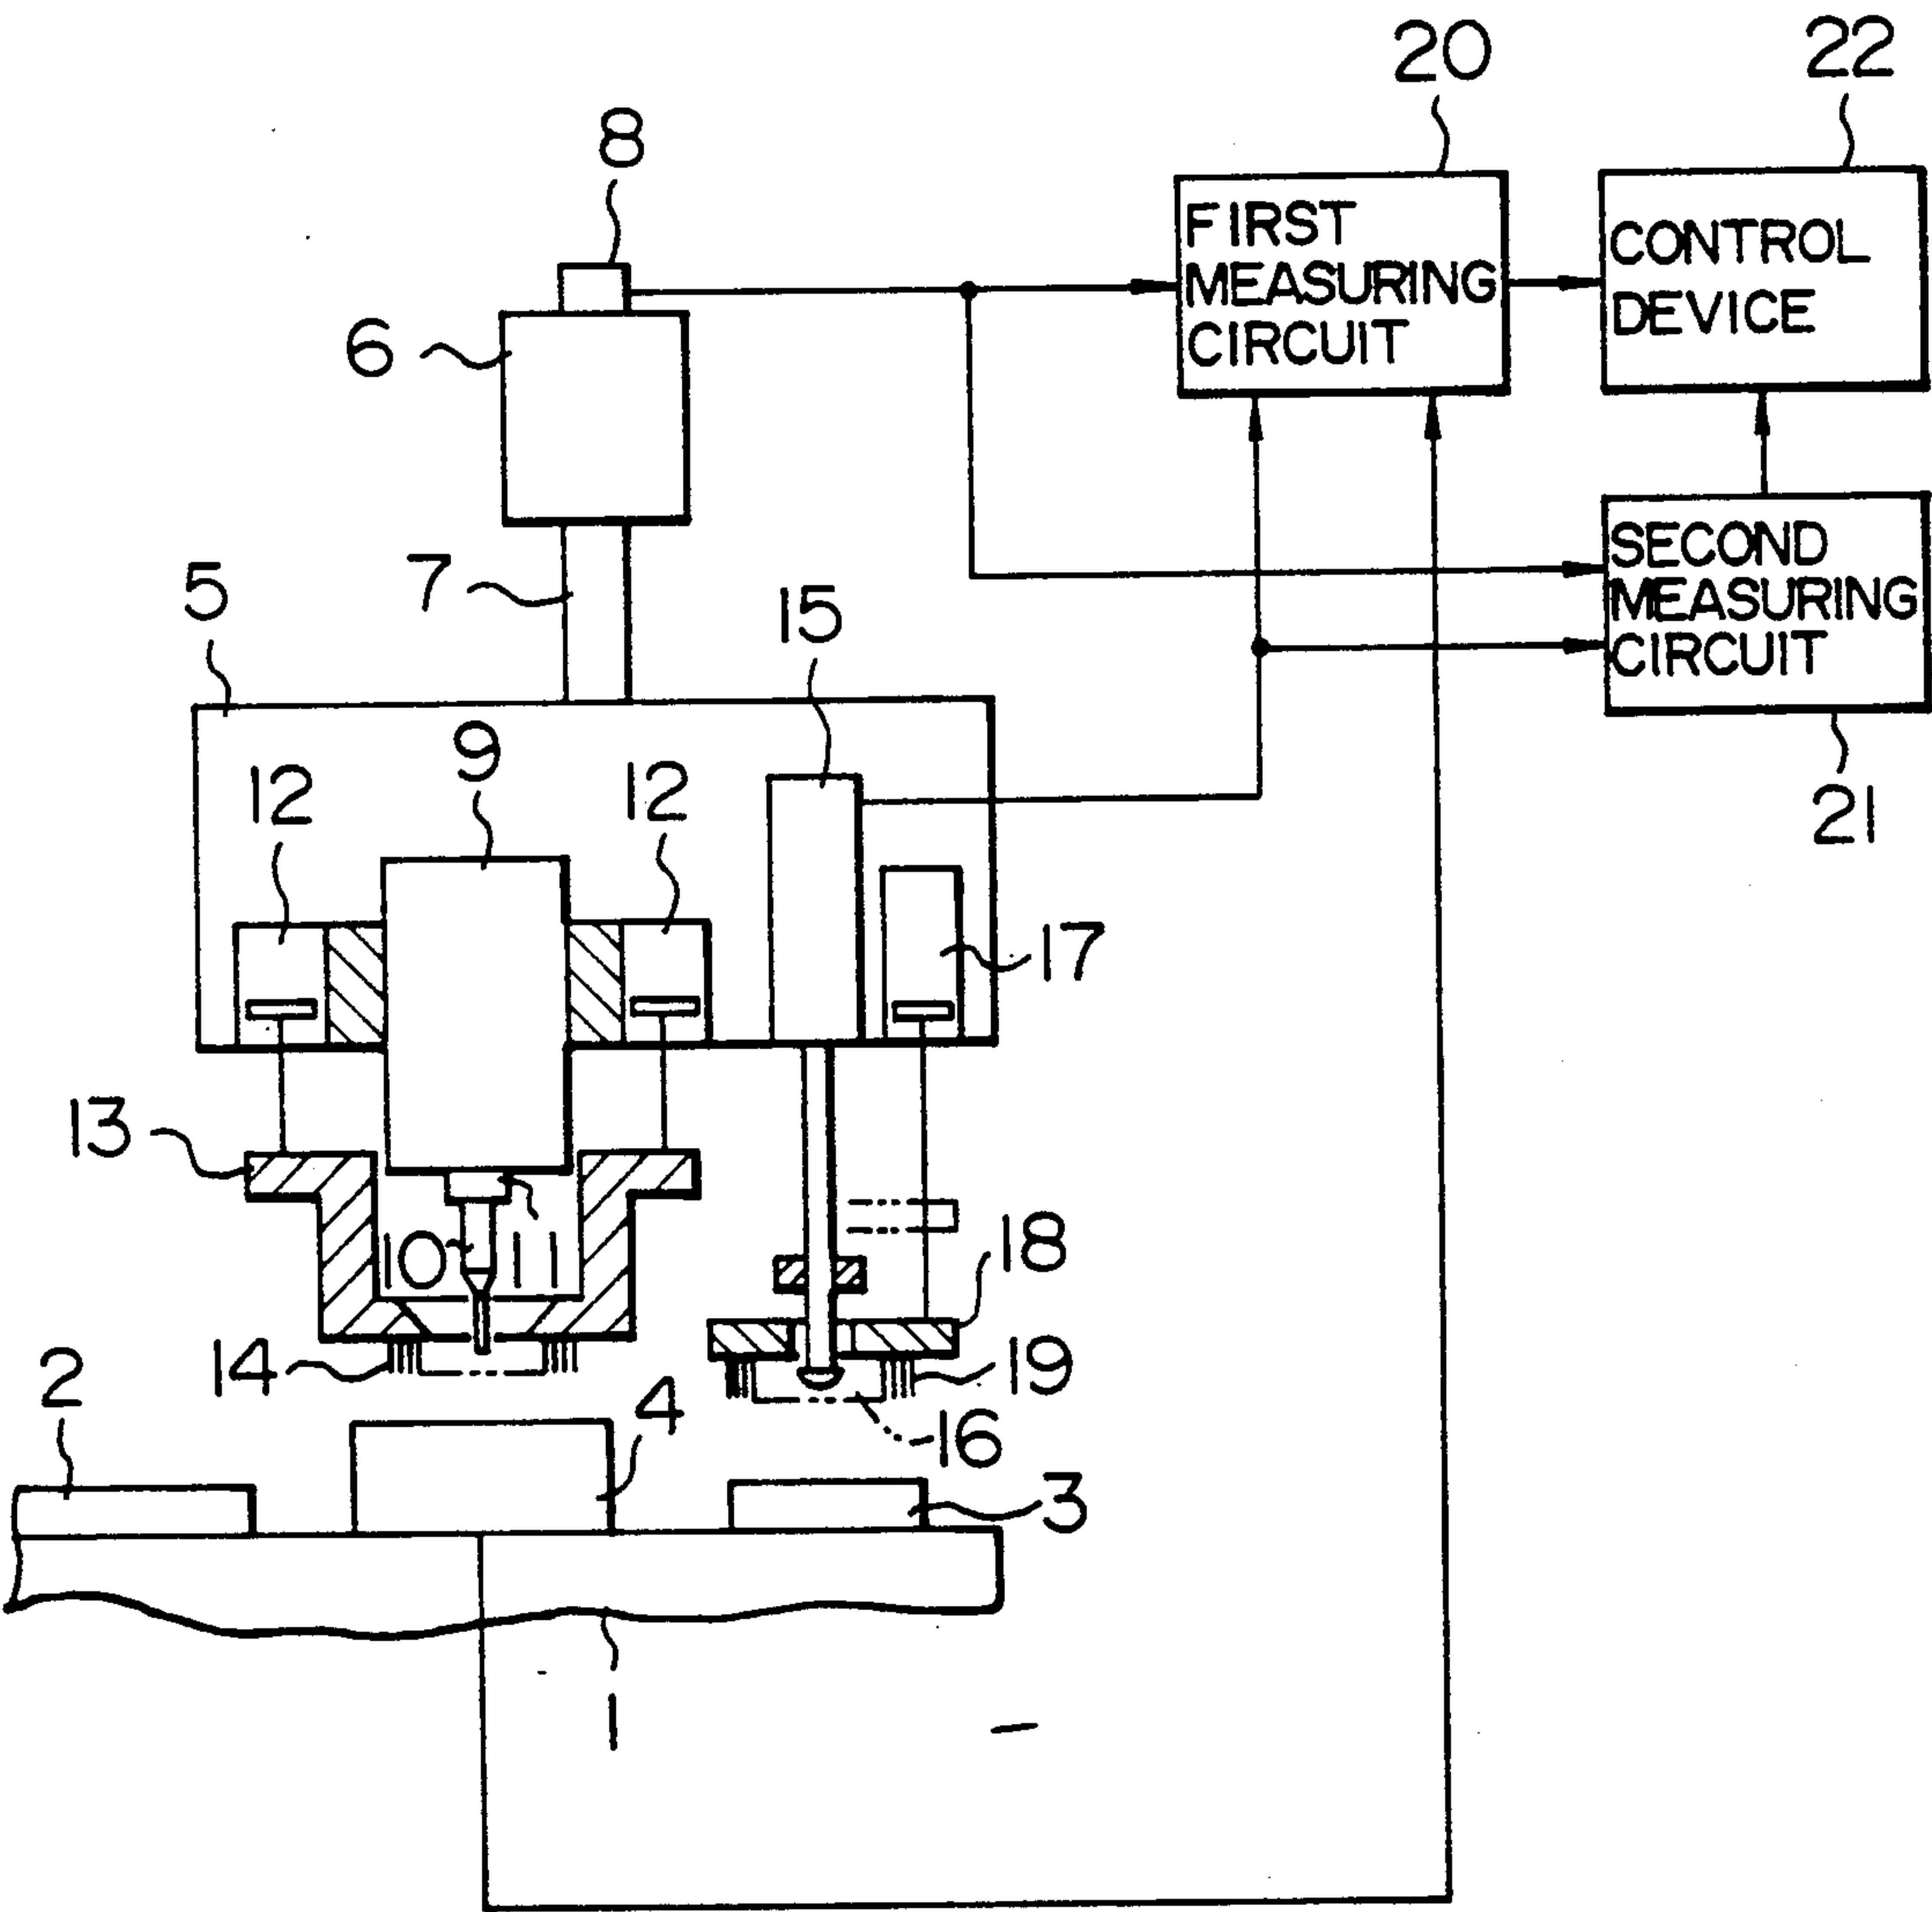 20
22
8
FIRST
MEASURING
CIRCUIT
CONTROL
DEVICE
6
5
7
15
SECOND
MEASURING
CIRCUIT
9
12
12
21
17
13
10
11
18
14
19
2
4
16
3
1